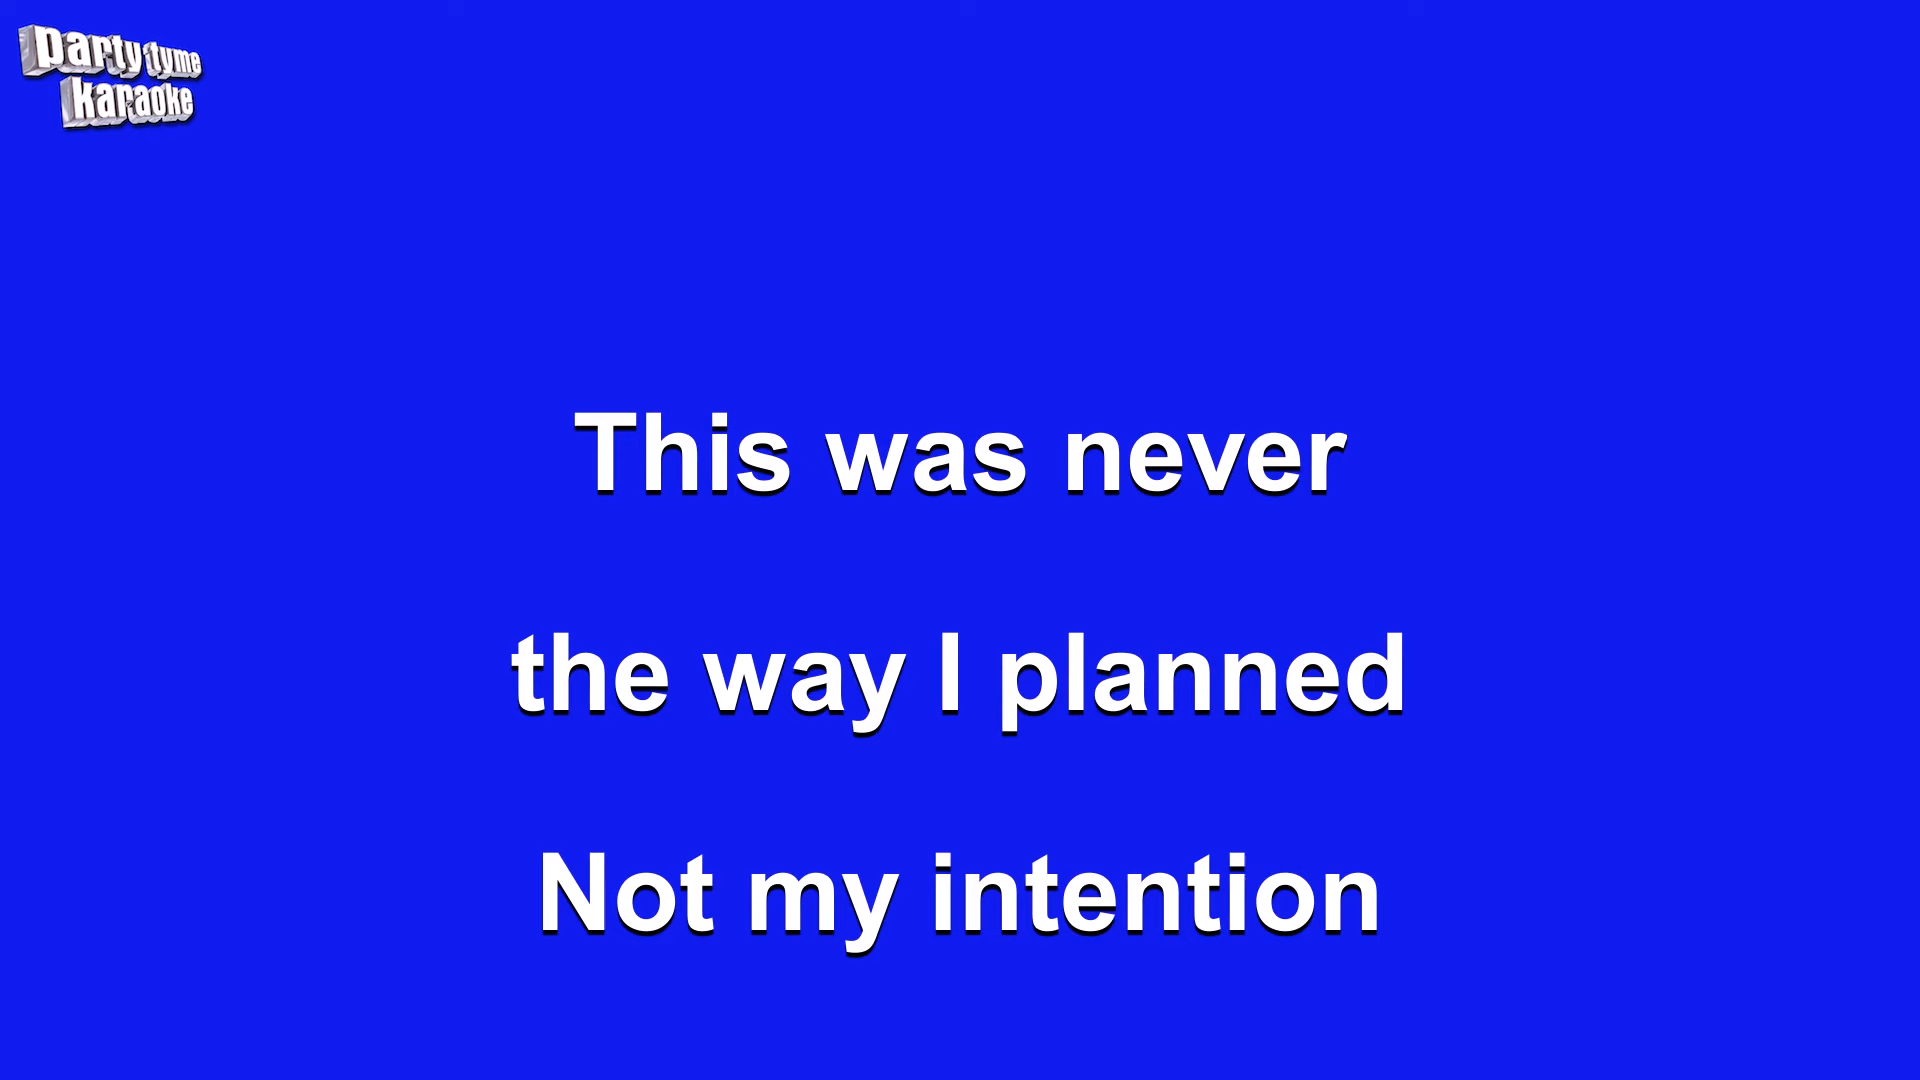 party tyme
karaoke
This was never
the way I planned
Not my intention